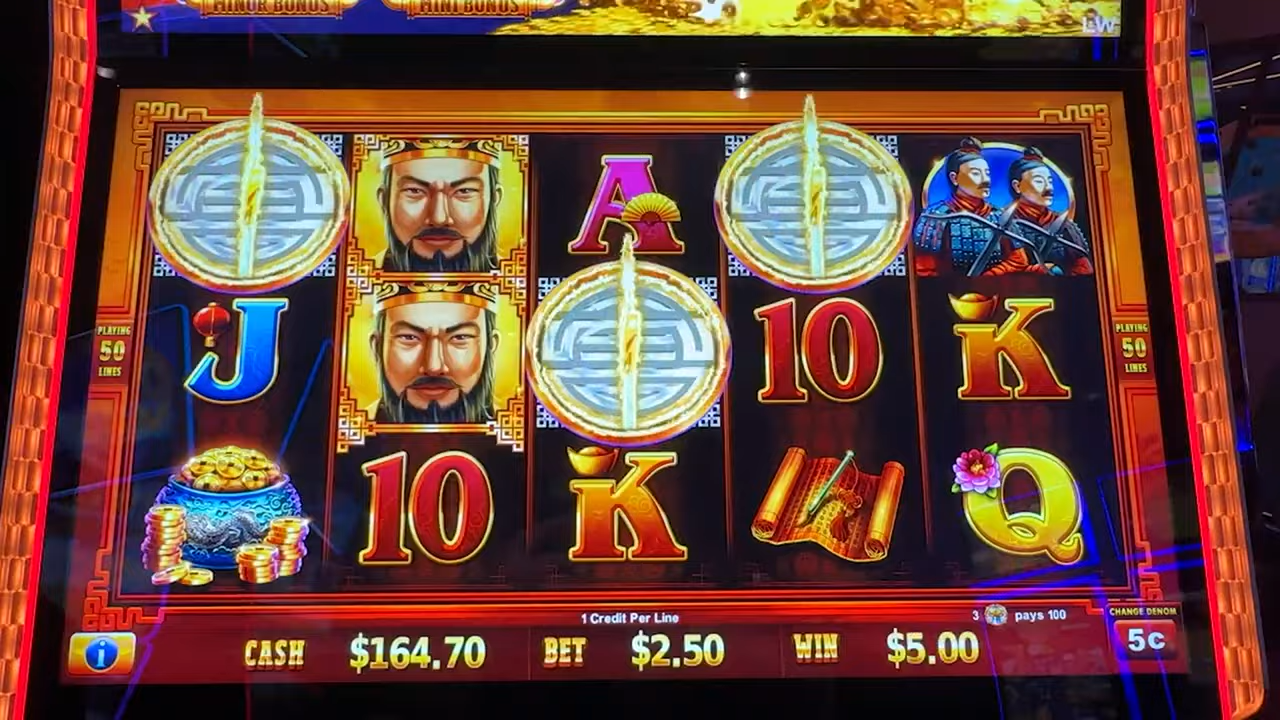 MINOR BONUS
MINI BONUS
LW
A
J
10
K
10
K
Q
PLAYING
50
LINES
PLAYING
50
LINES
1 Credit Per Line
3 pays 100
CHANGE DENOM
5¢
CASH $164.70 BET $2.50 WIN $5.00